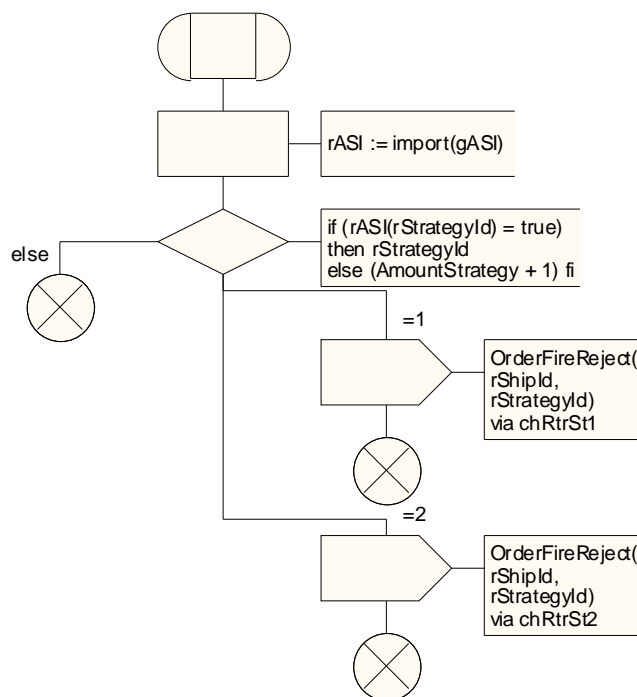 rASI := import(gASI)
if (rASI(rStrategyId) = true)
then rStrategyId
else (AmountStrategy + 1) fi
else
=1
OrderFireReject(
rShipId,
rStrategyId)
via chRtrSt1
=2
OrderFireReject(
rShipId,
rStrategyId)
via chRtrSt2